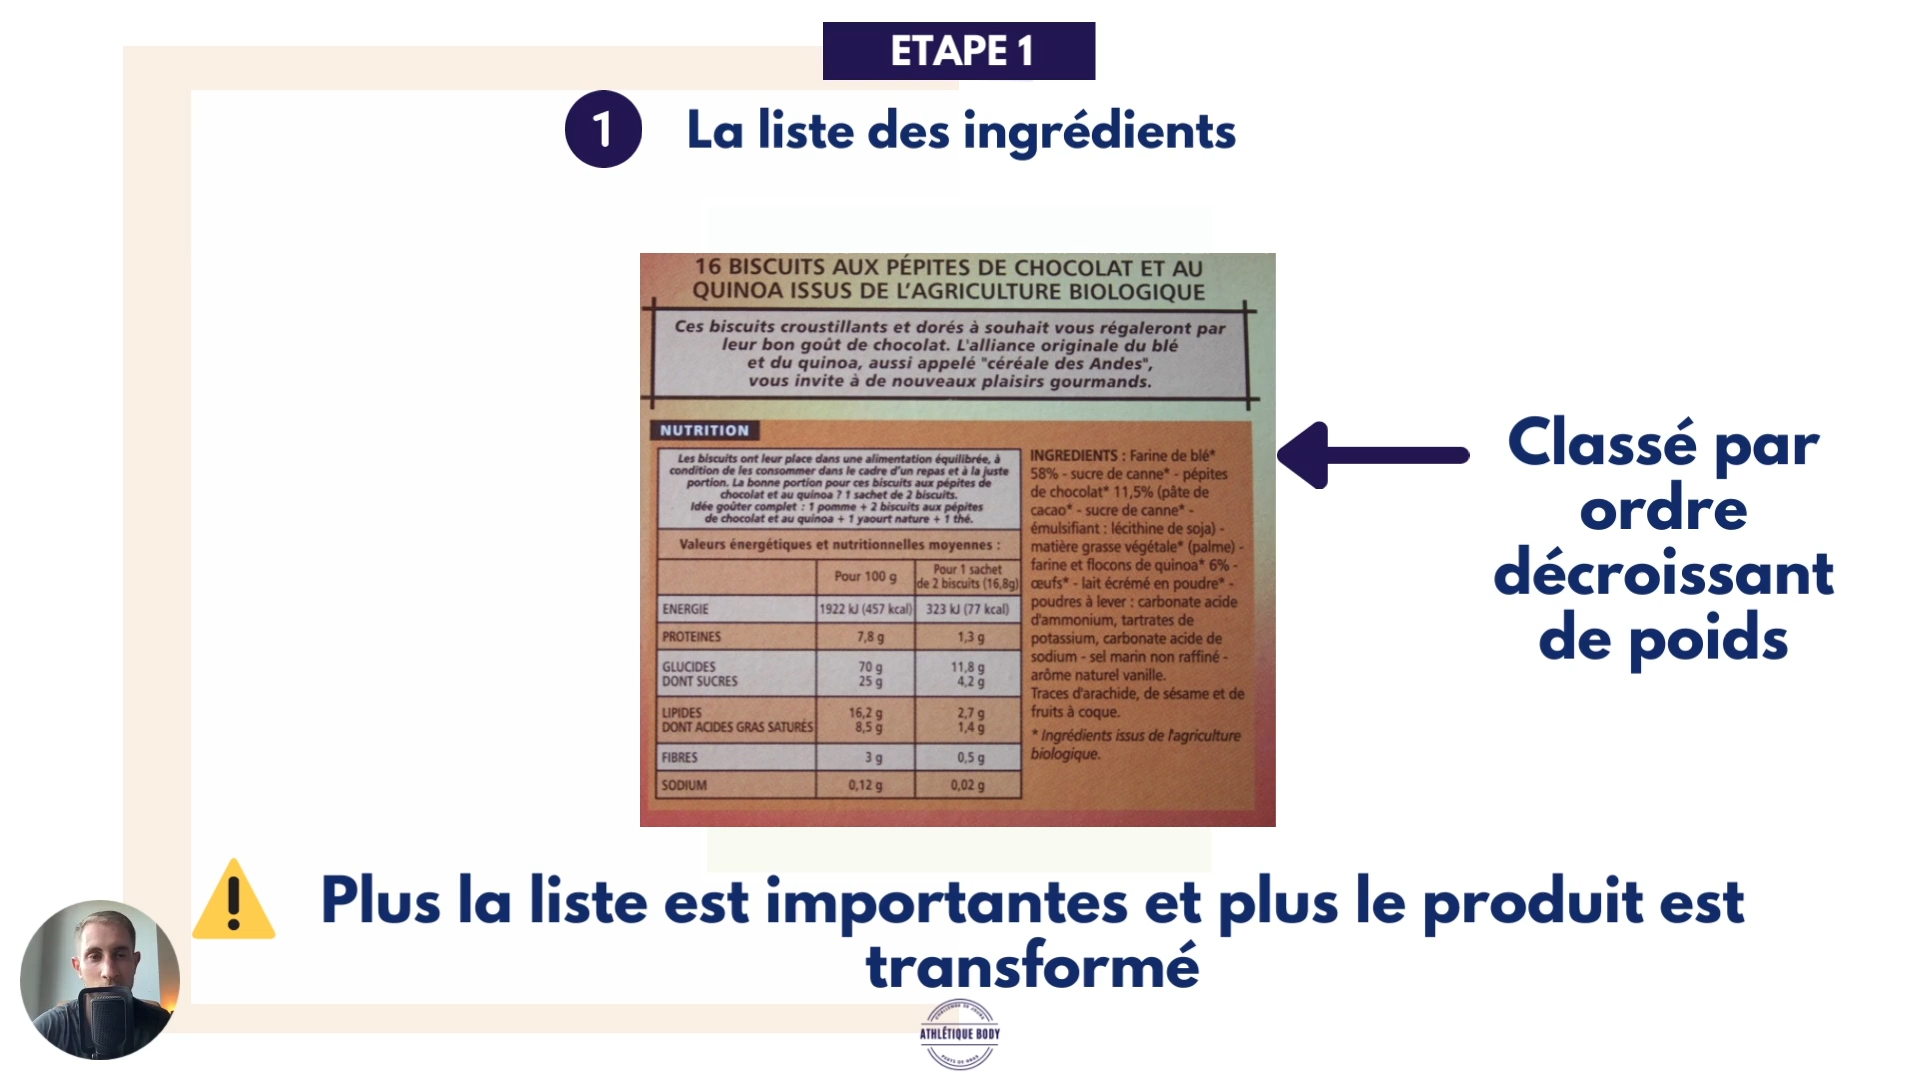 ETAPE 1
1
La liste des ingrédients
16 BISCUITS AUX PÉPITES DE CHOCOLAT ET AU
QUINOA ISSUS DE L'AGRICULTURE BIOLOGIQUE
Ces biscuits croustillants et dorés à souhait vous régaleront par
leur bon goût de chocolat. L'alliance originale du blé
et du quinoa, aussi appelé "céréale des Andes",
vous invite à de nouveaux plaisirs gourmands.
NUTRITION
Les biscuits ont leur place dans une alimentation équilibrée, à
condition de les consommer dans le cadre d'un repas et à la juste
portion. La bonne portion pour ces biscuits aux pépites de
chocolat et au quinoa ? 1 sachet de 2 biscuits.
Idée goûter complet : 1 pomme + 2 biscuits aux pépites
de chocolat et au quinoa + 1 yaourt nature + 1 thé.
Valeurs énergétiques et nutritionnelles moyennes :
Pour 100 g
Pour 1 sachet
de 2 biscuits (16,8g)
ENERGIE 1922 kJ (457 kcal) 323 kJ (77 kcal)
PROTEINES 7,8 g 1,3 g
GLUCIDES 70 g 11,8 g
DONT SUCRES 25 g 4,2 g
LIPIDES 16,2 g 2,7 g
DONT ACIDES GRAS SATURÉS 8,5 g 1,4 g
FIBRES 3 g 0,5 g
SODIUM 0,12 g 0,02 g
INGREDIENTS : Farine de blé*
58% - sucre de canne* - pépites
de chocolat* 11,5% (pâte de
cacao* - sucre de canne* -
émulsifiant : lécithine de soja) -
matière grasse végétale* (palme) -
farine et flocons de quinoa* 6% -
œufs* - lait écrémé en poudre* -
poudres à lever : carbonate acide
d'ammonium, tartrates de
potassium, carbonate acide de
sodium - sel marin non raffiné -
arôme naturel vanille.
Traces d'arachide, de sésame et de
fruits à coque.
* Ingrédients issus de l'agriculture
biologique.
Classé par
ordre
décroissant
de poids
Plus la liste est importantes et plus le produit est
transformé
ATHLÉTIQUE BODY